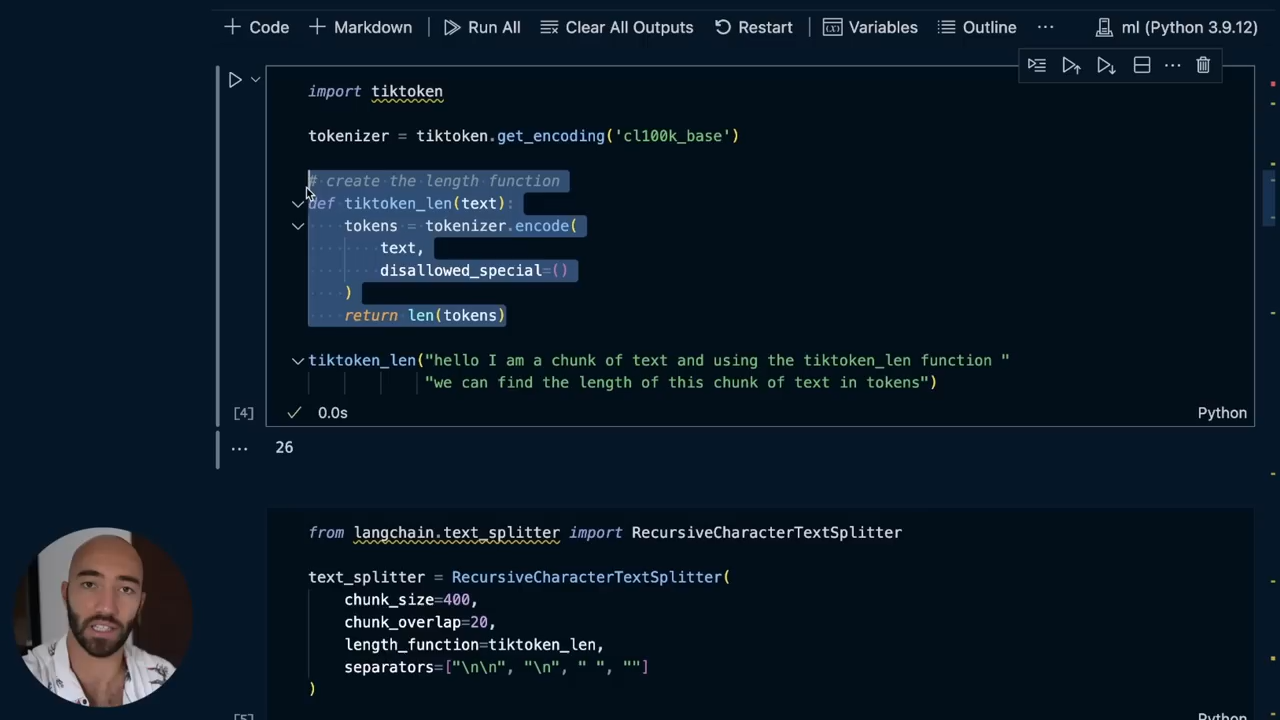 Code Markdown Run All Clear All Outputs Restart Variables Outline ··· ml (Python 3.9.12)
import tiktoken
tokenizer = tiktoken.get_encoding('cl100k_base')
# create the length function
def tiktoken_len(text):
    tokens = tokenizer.encode(
        text,
        disallowed_special=()
    )
    return len(tokens)
tiktoken_len("hello I am a chunk of text and using the tiktoken_len function "
             "we can find the length of this chunk of text in tokens")
[4] 0.0s Python
26
from langchain.text_splitter import RecursiveCharacterTextSplitter
text_splitter = RecursiveCharacterTextSplitter(
    chunk_size=400,
    chunk_overlap=20,
    length_function=tiktoken_len,
    separators=["\n\n", "\n", " ", ""]
)
[5] Python